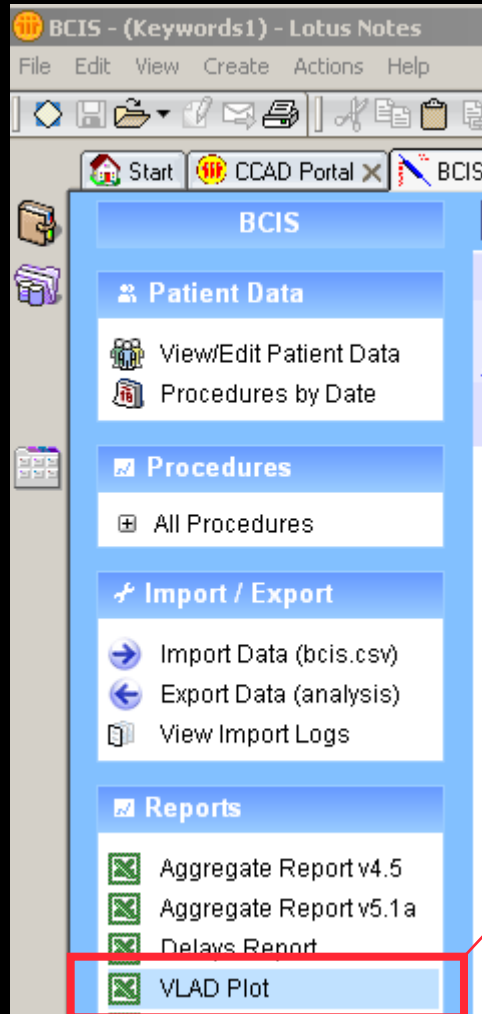 BCIS - (Keywords1) - Lotus Notes
File Edit View Create Actions Help
Start CCAD Portal BCIS
BCIS
Patient Data
View/Edit Patient Data
Procedures by Date
Procedures
All Procedures
Import / Export
Import Data (bcis.csv)
Export Data (analysis)
View Import Logs
Reports
Aggregate Report v4.5
Aggregate Report v5.1a
Delays Report
VLAD Plot